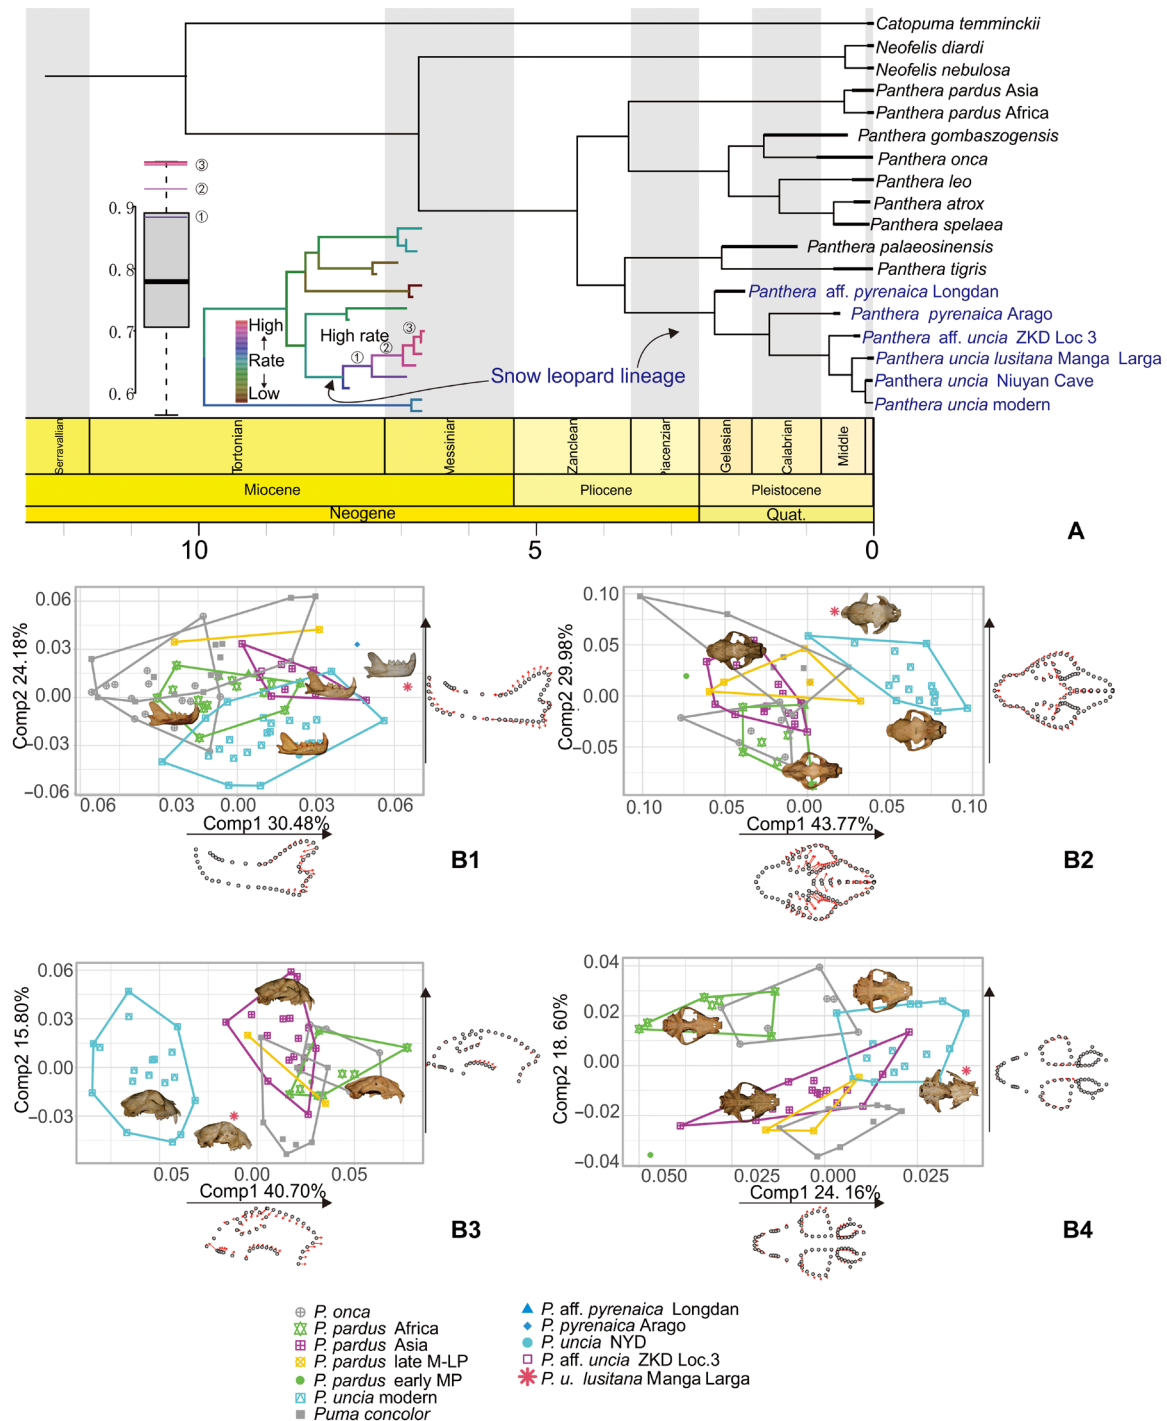 Catopuma temminckii
Neofelis diardi
Neofelis nebulosa
Panthera pardus Asia
Panthera pardus Africa
Panthera gombaszogensis
Panthera onca
Panthera leo
Panthera atrox
Panthera spelaea
Panthera palaeosinensis
Panthera tigris
Panthera aff. pyrenaica Longdan
Panthera pyrenaica Arago
Panthera aff. uncia ZKD Loc 3
Panthera uncia lusitana Manga Larga
Panthera uncia Niuyan Cave
Panthera uncia modern
③
②
①
0.9
0.8
0.7
0.6
High
Rate
Low
High rate
①
②
③
Snow leopard lineage
Serravallian
Tortonian
Messinian
Zanclean
Piacenzian
Gelasian
Calabrian
Middle
Miocene
Pliocene
Pleistocene
Neogene
Quat.
10
5
0
A
Comp2 24.18%
0.06
0.03
0.00
−0.03
−0.06
0.06
0.03
0.00
0.03
0.06
Comp1 30.48%
B1
Comp2 29.98%
0.10
0.05
0.00
−0.05
0.10
0.05
0.00
0.05
0.10
Comp1 43.77%
B2
Comp2 15.80%
0.06
0.03
0.00
−0.03
0.05
0.00
0.05
Comp1 40.70%
B3
Comp2 18. 60%
0.04
0.02
0.00
−0.02
−0.04
0.050
0.025
0.000
0.025
Comp1 24. 16%
B4
P. onca
P. pardus Africa
P. pardus Asia
P. pardus late M-LP
P. pardus early MP
P. uncia modern
Puma concolor
P. aff. pyrenaica Longdan
P. pyrenaica Arago
P. uncia NYD
P. aff. uncia ZKD Loc.3
P. u. lusitana Manga Larga